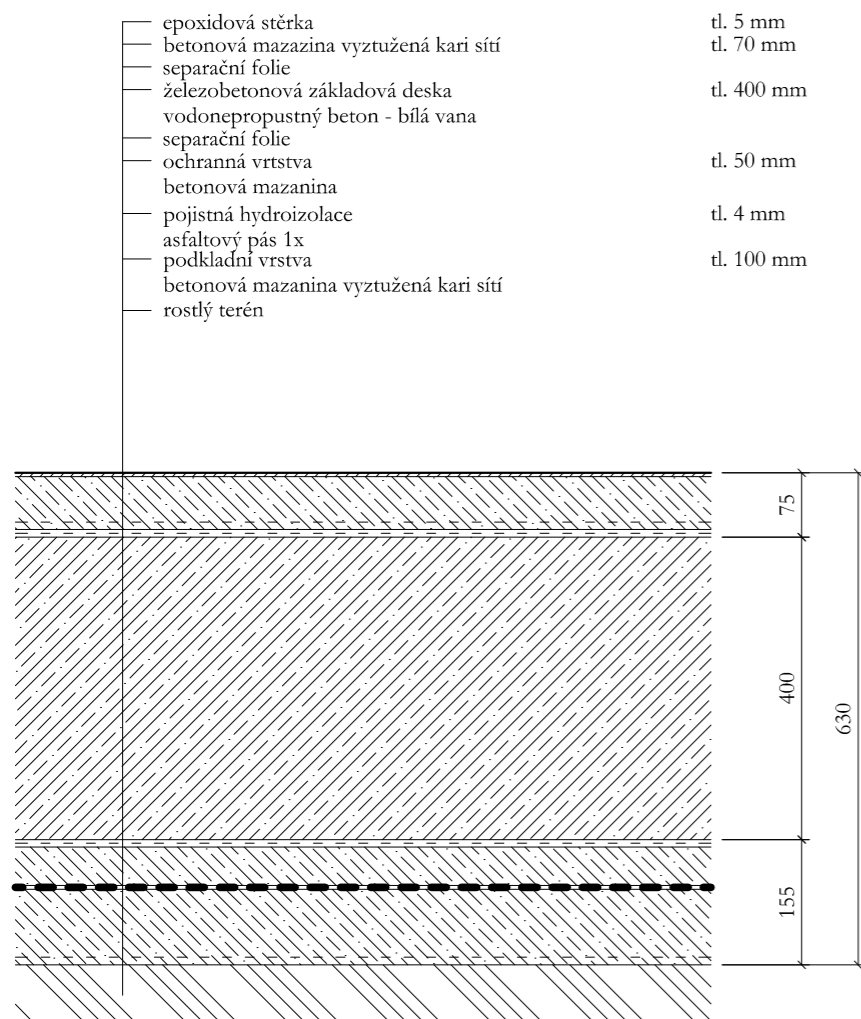 epoxidová stěrka tl. 5 mm
betonová mazazina vyztužená kari sítí tl. 70 mm
separační folie
železobetonová základová deska tl. 400 mm
vodonepropustný beton - bílá vana
separační folie
ochranná vrtstva tl. 50 mm
betonová mazanina
pojistná hydroizolace tl. 4 mm
asfaltový pás 1x
podkladní vrstva tl. 100 mm
betonová mazanina vyztužená kari sítí
rostlý terén
75
400
630
155